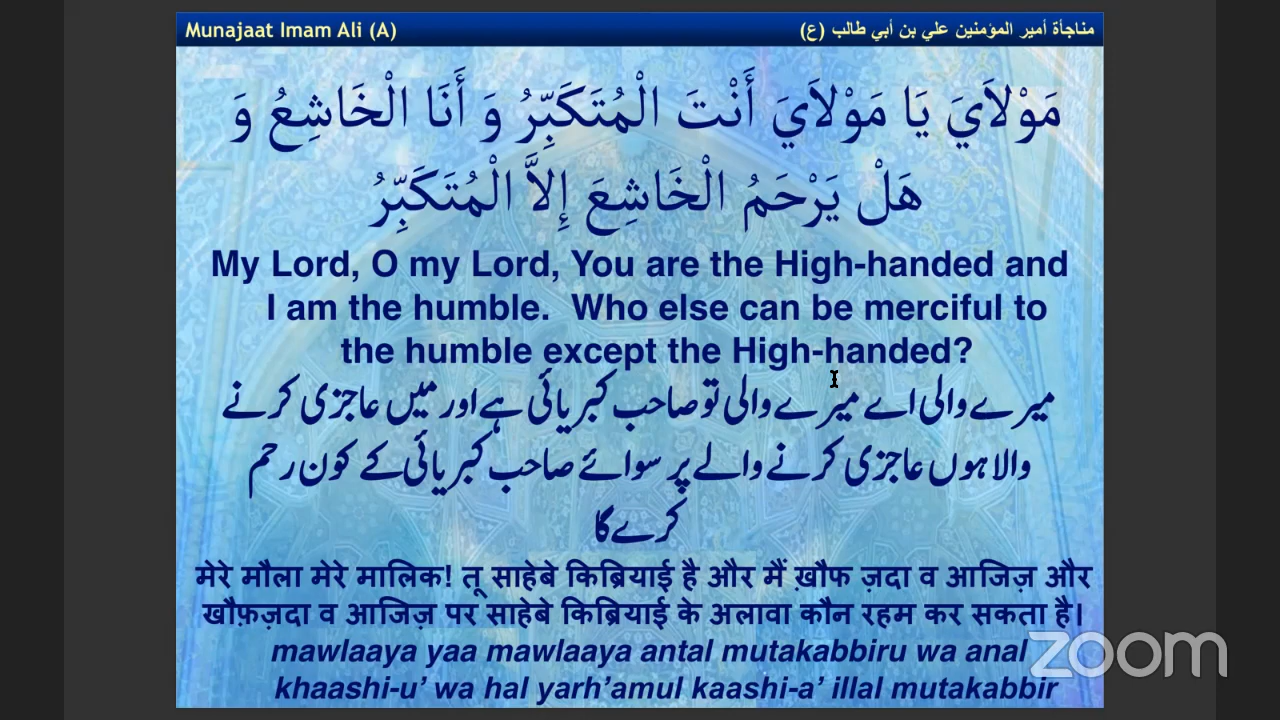 Munajaat Imam Ali (A)
مناجأة أمير المؤمنين علي بن أبي طالب (ع)
مَوْلاَيَ يَا مَوْلاَيَ أَنْتَ الْمُتَكَبِّرُ وَ أَنَا الْخَاشِعُ وَ
هَلْ يَرْحَمُ الْخَاشِعَ إِلاَّ الْمُتَكَبِّرُ
My Lord, O my Lord, You are the High-handed and
I am the humble. Who else can be merciful to
the humble except the High-handed?
میرے والی اے میرے والی تو صاحب کبریائی ہے اور میں عاجزی کرنے
والا ہوں عاجزی کرنے والے پر سوائے صاحب کبریائی کے کون رحم
کرے گا
मेरे मौला मेरे मालिक! तू साहेबे किब्रियाई है और मैं ख़ौफ ज़दा व आजिज़ और
खौफ़ज़दा व आजिज़ पर साहेबे किब्रियाई के अलावा कौन रहम कर सकता है।
mawlaaya yaa mawlaaya antal mutakabbiru wa anal
khaashi-u’ wa hal yarh’amul kaashi-a’ illal mutakabbir
zoom